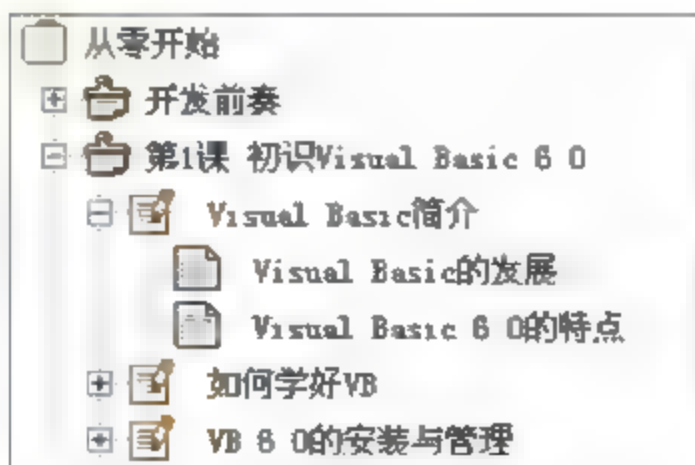 从零开始
开发前奏
第1课 初识Visual Basic 6 0
Visual Basic简介
Visual Basic的发展
Visual Basic 6 0的特点
如何学好VB
VB 6 0的安装与管理